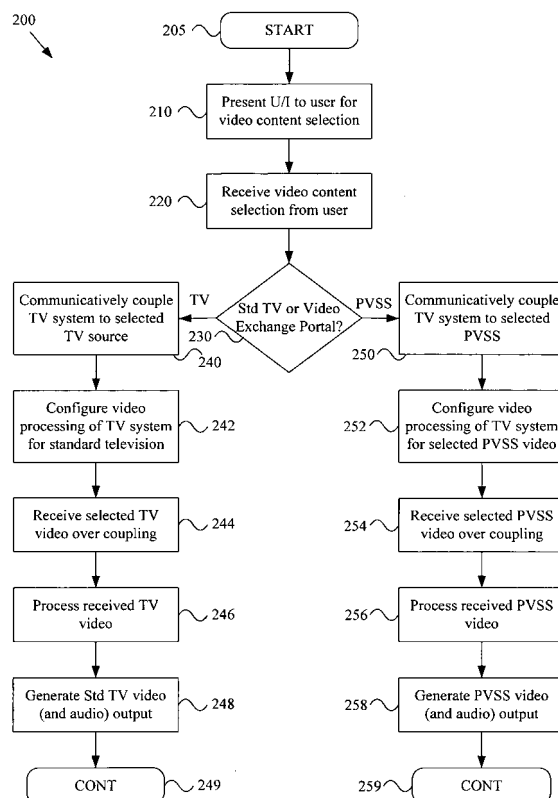 200
205
START
210
Present U/I to user for
video content selection
220
Receive video content
selection from user
TV
Std TV or Video
Exchange Portal?
230
PVSS
Communicatively couple
TV system to selected
TV source
240
Communicatively couple
TV system to selected
PVSS
250
Configure video
processing of TV system
for standard television
242
252
Configure video
processing of TV system
for selected PVSS video
Receive selected TV
video over coupling
244
254
Receive selected PVSS
video over coupling
Process received TV
video
246
256
Process received PVSS
video
Generate Std TV video
(and audio) output
248
258
Generate PVSS video
(and audio) output
CONT
249
259
CONT